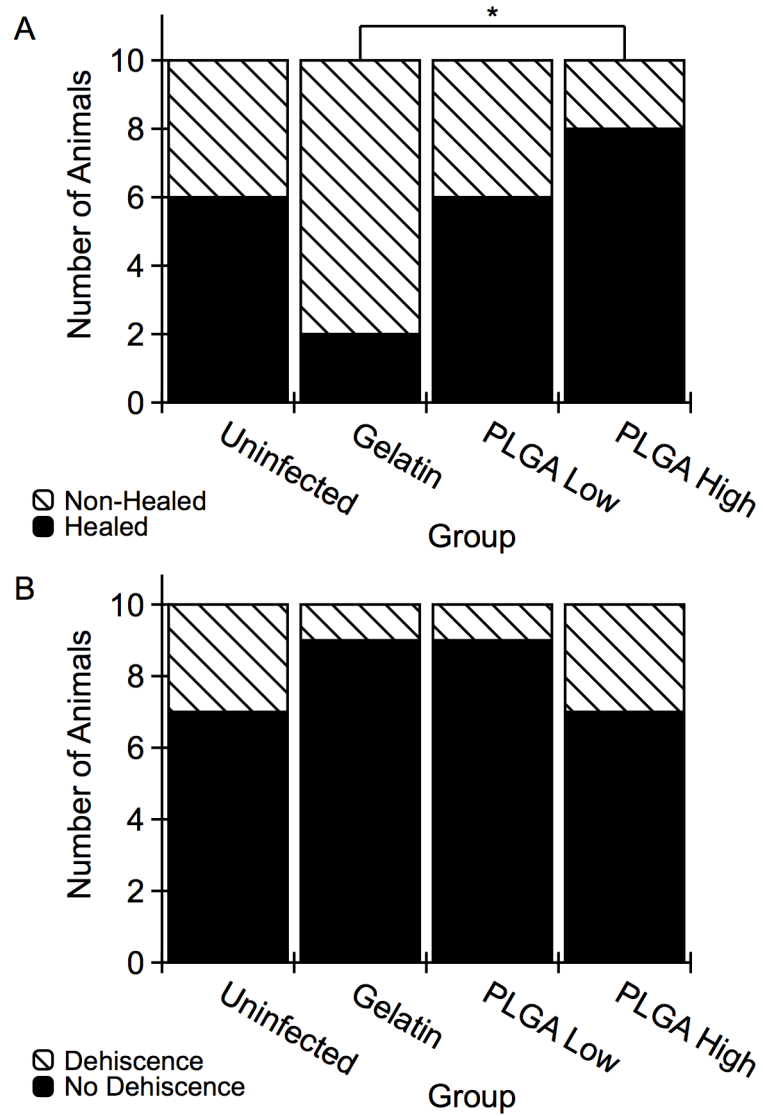 A
*
10
8
6
4
2
0
Number of Animals
Uninfected
Gelatin
PLGA Low
PLGA High
Non-Healed
Healed
Group
B
10
8
6
4
2
0
Number of Animals
Uninfected
Gelatin
PLGA Low
PLGA High
Dehiscence
No Dehiscence
Group